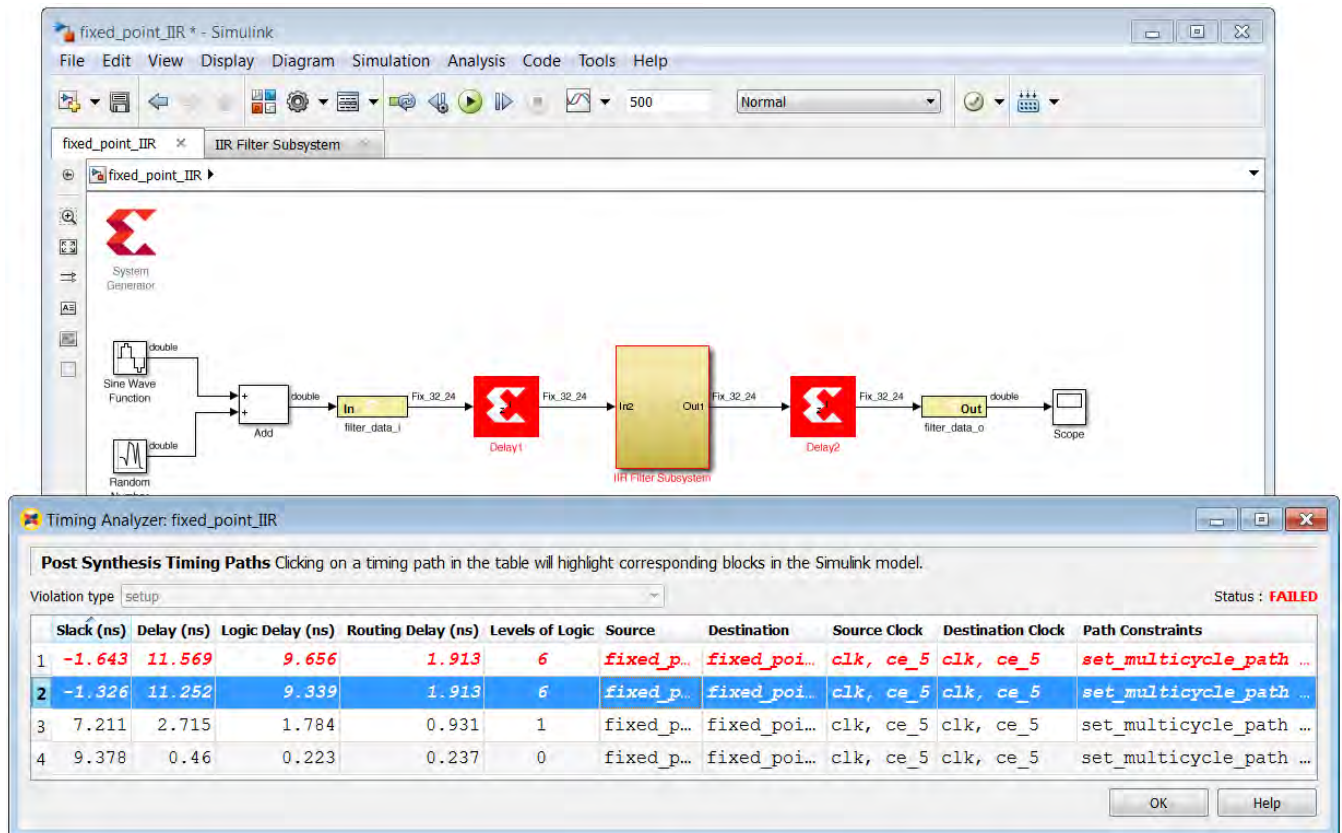 fixed_point_IIR * - Simulink
File Edit View Display Diagram Simulation Analysis Code Tools Help
500 Normal
fixed_point_IIR IIR Filter Subsystem
fixed_point_IIR
System
Generator
double
Sine Wave
Function
double
Random
Add
double
In
filter_data_i
Fix_32_24
Delay1
Fix_32_24
In2 Out1
IIR Filter Subsystem
Fix_32_24
Delay2
Fix_32_24
Out
filter_data_o
double
Scope
Timing Analyzer: fixed_point_IIR
Post Synthesis Timing Paths Clicking on a timing path in the table will highlight corresponding blocks in the Simulink model.
Violation type setup Status : FAILED
Slack (ns) Delay (ns) Logic Delay (ns) Routing Delay (ns) Levels of Logic Source Destination Source Clock Destination Clock Path Constraints
1 -1.643 11.569 9.656 1.913 6 fixed_p... fixed_poi... clk, ce_5 clk, ce_5 set_multicycle_path ...
2 -1.326 11.252 9.339 1.913 6 fixed_p... fixed_poi... clk, ce_5 clk, ce_5 set_multicycle_path ...
3 7.211 2.715 1.784 0.931 1 fixed_p... fixed_poi... clk, ce_5 clk, ce_5 set_multicycle_path ...
4 9.378 0.46 0.223 0.237 0 fixed_p... fixed_poi... clk, ce_5 clk, ce_5 set_multicycle_path ...
OK Help